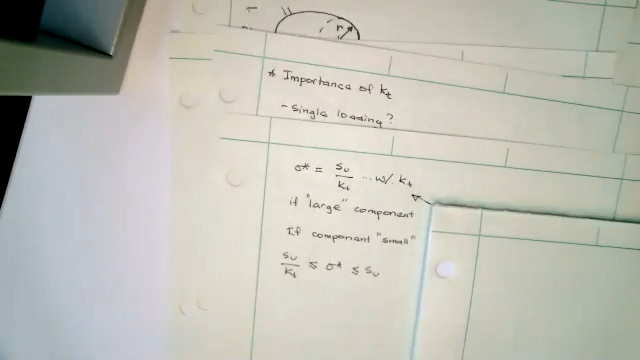 r
* Importance of Kt
- single loading?
σ* = Su/Kt ... w/. Kt
if "large" component
If component "small"
Su/Kt ≤ σ* ≤ Su